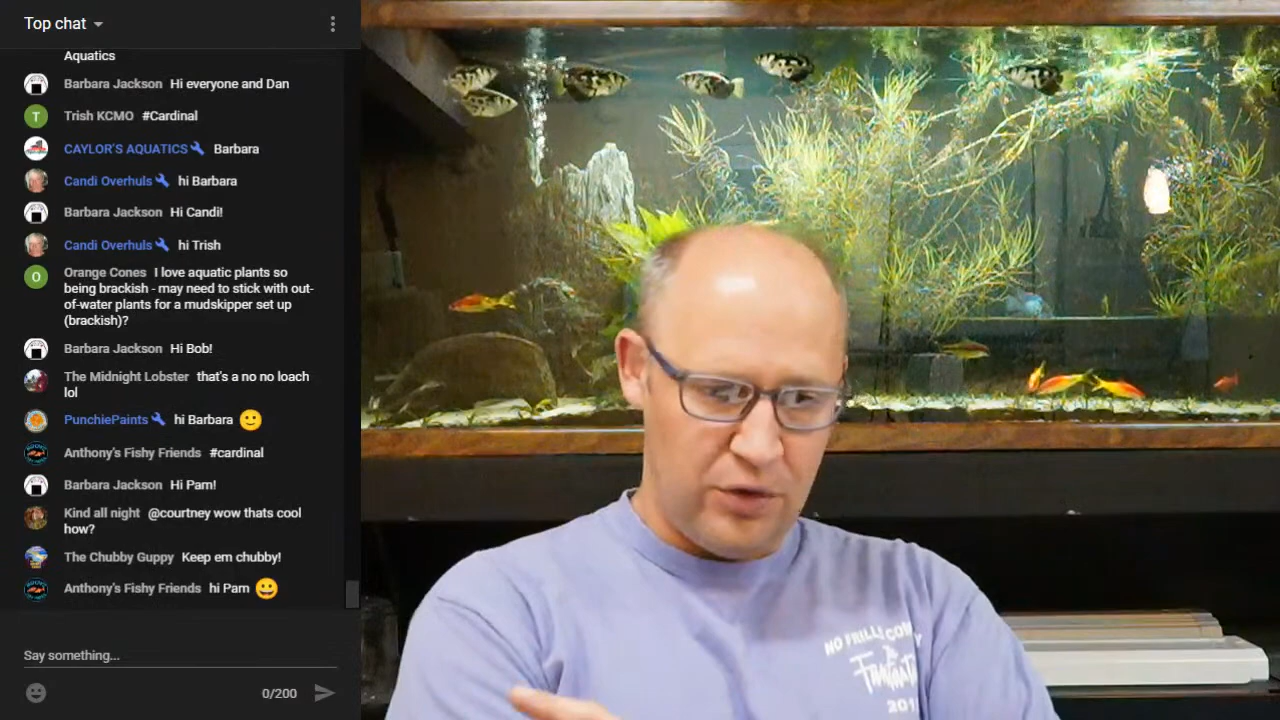 Top chat
Aquatics
Barbara Jackson Hi everyone and Dan
T
Trish KCMO #Cardinal
CAYLOR'S AQUATICS Barbara
Candi Overhuls hi Barbara
Barbara Jackson Hi Candi!
Candi Overhuls hi Trish
O
Orange Cones I love aquatic plants so
being brackish - may need to stick with out-
of-water plants for a mudskipper set up
(brackish)?
Barbara Jackson Hi Bob!
The Midnight Lobster that's a no no loach
lol
PunchiePaints hi Barbara 🙂
Anthony's Fishy Friends #cardinal
Barbara Jackson Hi Pam!
Kind all night @courtney wow thats cool
how?
The Chubby Guppy Keep em chubby!
Anthony's Fishy Friends hi Pam 😀
Say something...
0/200
NO FRILLS